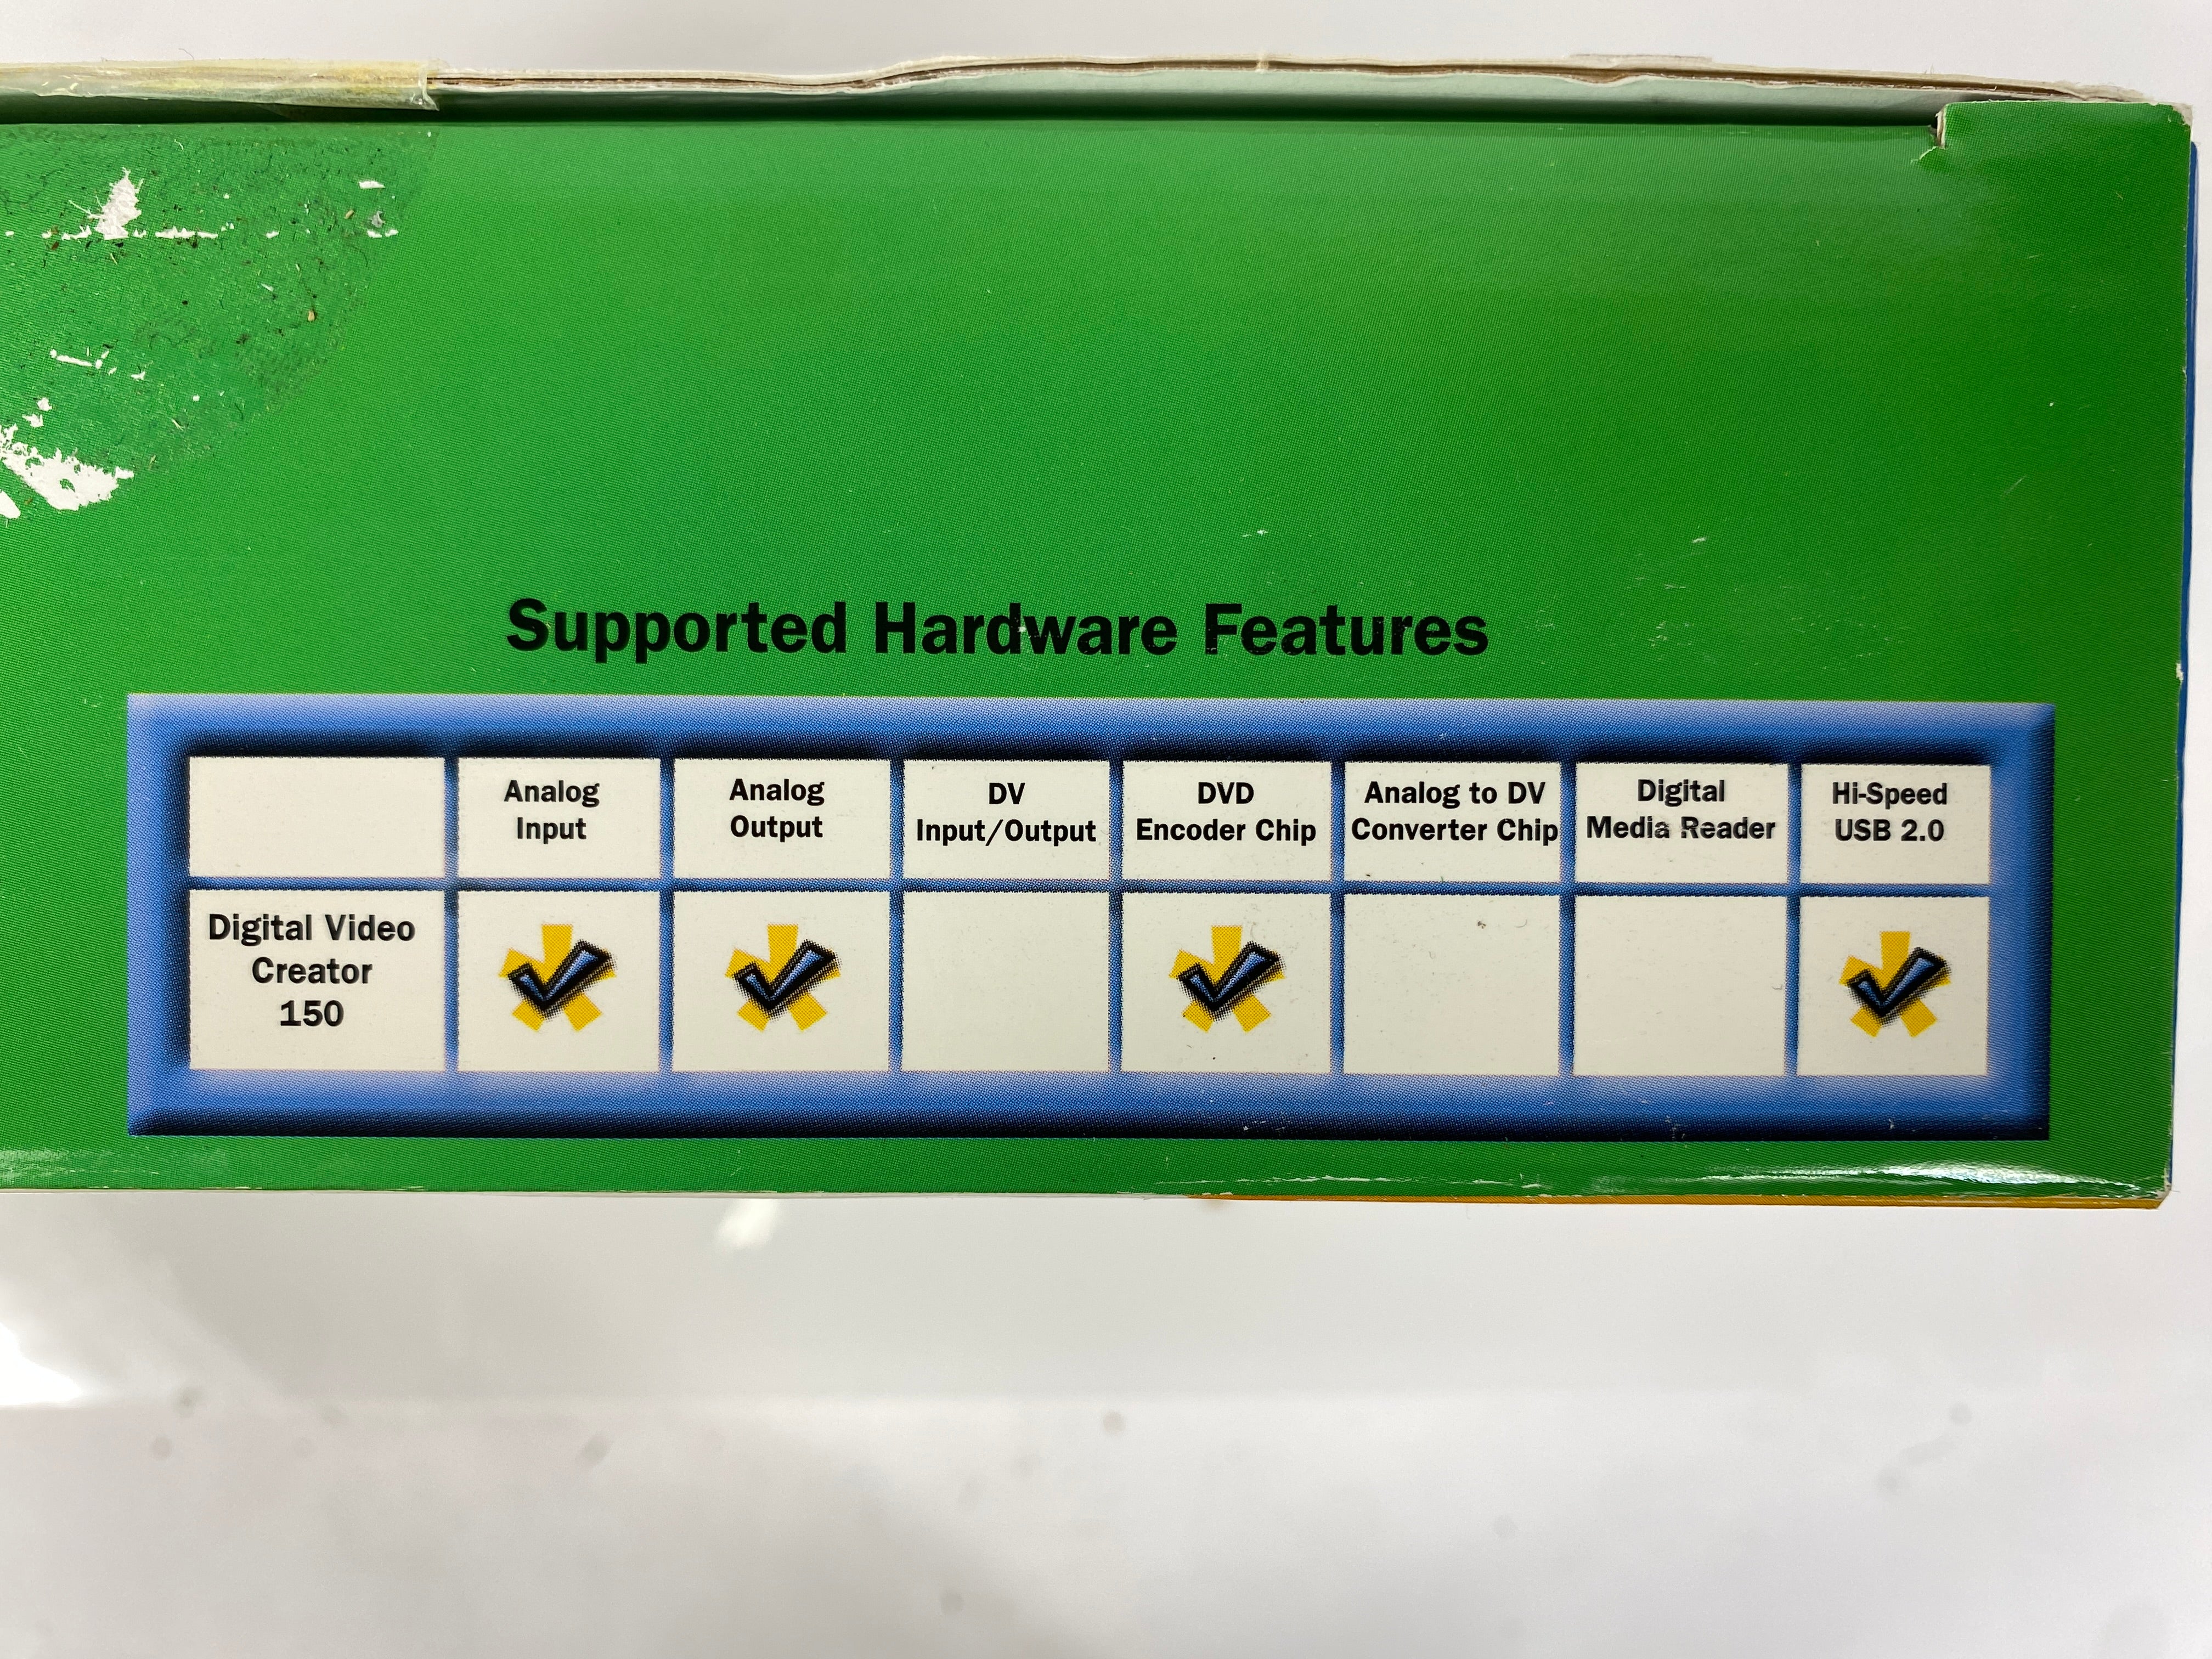 Supported Hardware Features
Analog
Input
Analog
Output
DV
Input/Output
DVD
Encoder Chip
Analog to DV
Converter Chip
Digital
Media Reader
Hi-Speed
USB 2.0
Digital Video
Creator
150